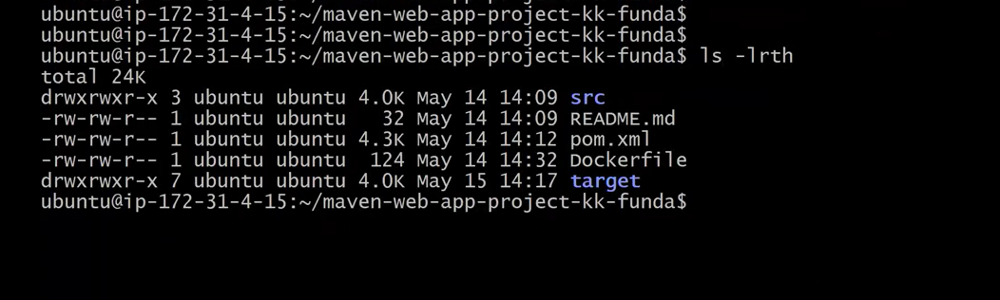 ubuntu@ip-172-31-4-15:~/maven-web-app-project-kk-funda$
ubuntu@ip-172-31-4-15:~/maven-web-app-project-kk-funda$
ubuntu@ip-172-31-4-15:~/maven-web-app-project-kk-funda$ ls -lrth
total 24K
drwxrwxr-x 3 ubuntu ubuntu 4.0K May 14 14:09 src
-rw-rw-r-- 1 ubuntu ubuntu   32 May 14 14:09 README.md
-rw-rw-r-- 1 ubuntu ubuntu 4.3K May 14 14:12 pom.xml
-rw-rw-r-- 1 ubuntu ubuntu  124 May 14 14:32 Dockerfile
drwxrwxr-x 7 ubuntu ubuntu 4.0K May 15 14:17 target
ubuntu@ip-172-31-4-15:~/maven-web-app-project-kk-funda$